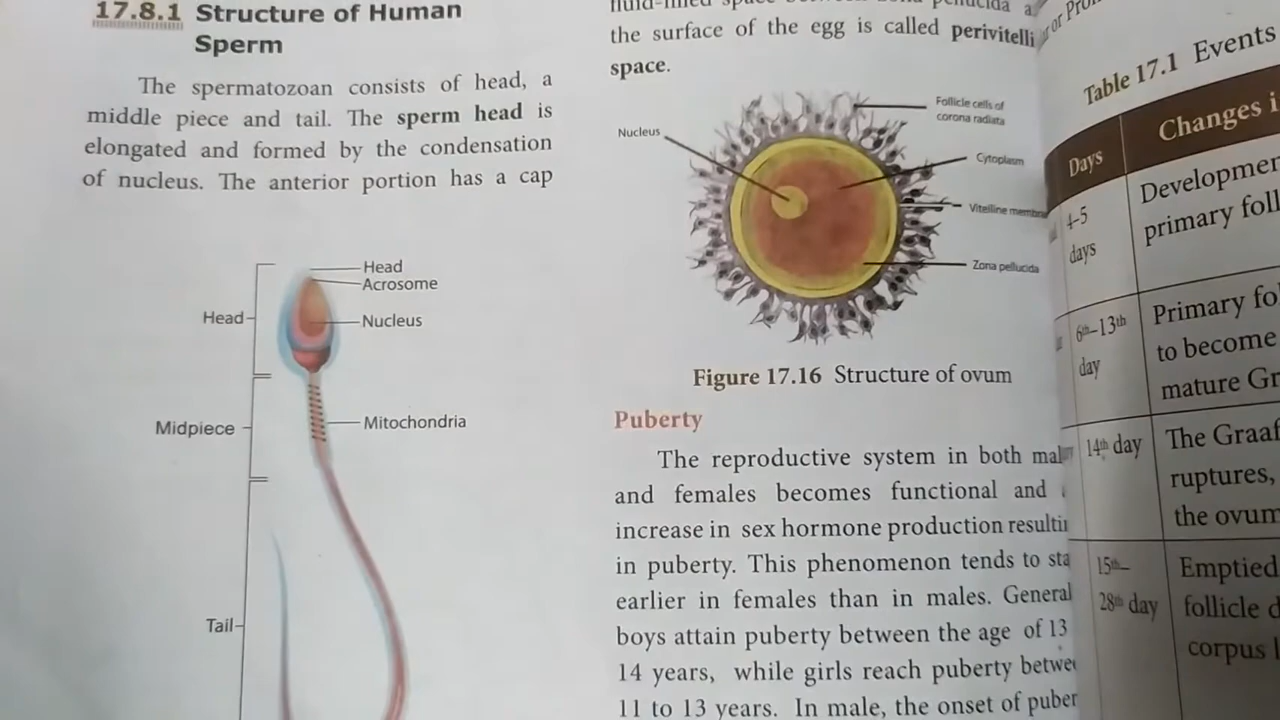 17.8.1 Structure of Human
Sperm
The spermatozoan consists of head, a
middle piece and tail. The sperm head is
elongated and formed by the condensation
of nucleus. The anterior portion has a cap
Head
Acrosome
Head
Nucleus
Midpiece
Mitochondria
Tail
the surface of the egg is called perivitelli
space.
Follicle cells of
corona radiata
Nucleus
Cytoplasm
Vitelline membra
Zona pellucida
Figure 17.16 Structure of ovum
Puberty
The reproductive system in both mal
and females becomes functional and
increase in sex hormone production resulti
in puberty. This phenomenon tends to sta
earlier in females than in males. General
boys attain puberty between the age of 13
14 years, while girls reach puberty betwe
11 to 13 years. In male, the onset of puber
Table 17.1 Events
Days
Changes i
4-5
days
Developmer
primary foll
6th–13th
day
Primary fo
to become
mature Gr
14th day
The Graaf
ruptures,
the ovum
15th–
28th day
Emptied
follicle d
corpus l